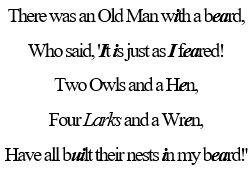 There was an Old Man with a beard,
Who said, 'It is just as I feared!
Two Owls and a Hen,
Four Larks and a Wren,
Have all built their nests in my beard!'